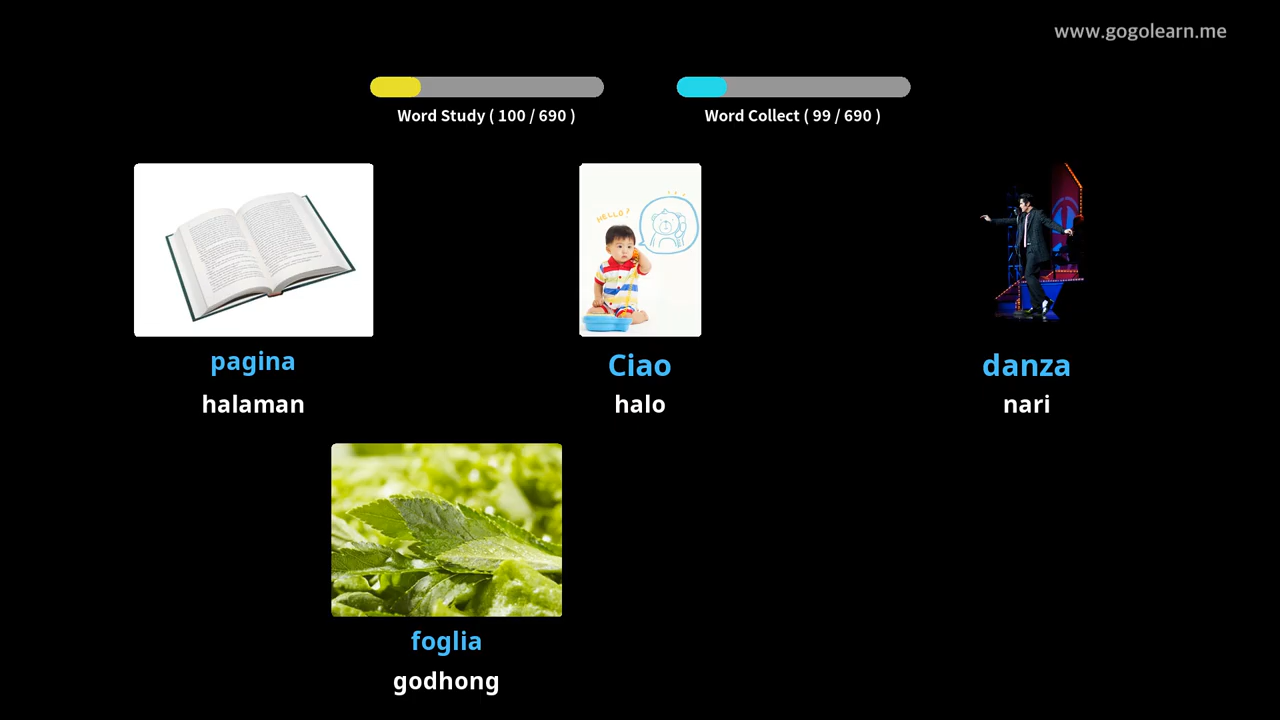 www.gogolearn.me
Word Study ( 100 / 690 )
Word Collect ( 99 / 690 )
HELLO?
pagina
Ciao
danza
halaman
halo
nari
foglia
godhong